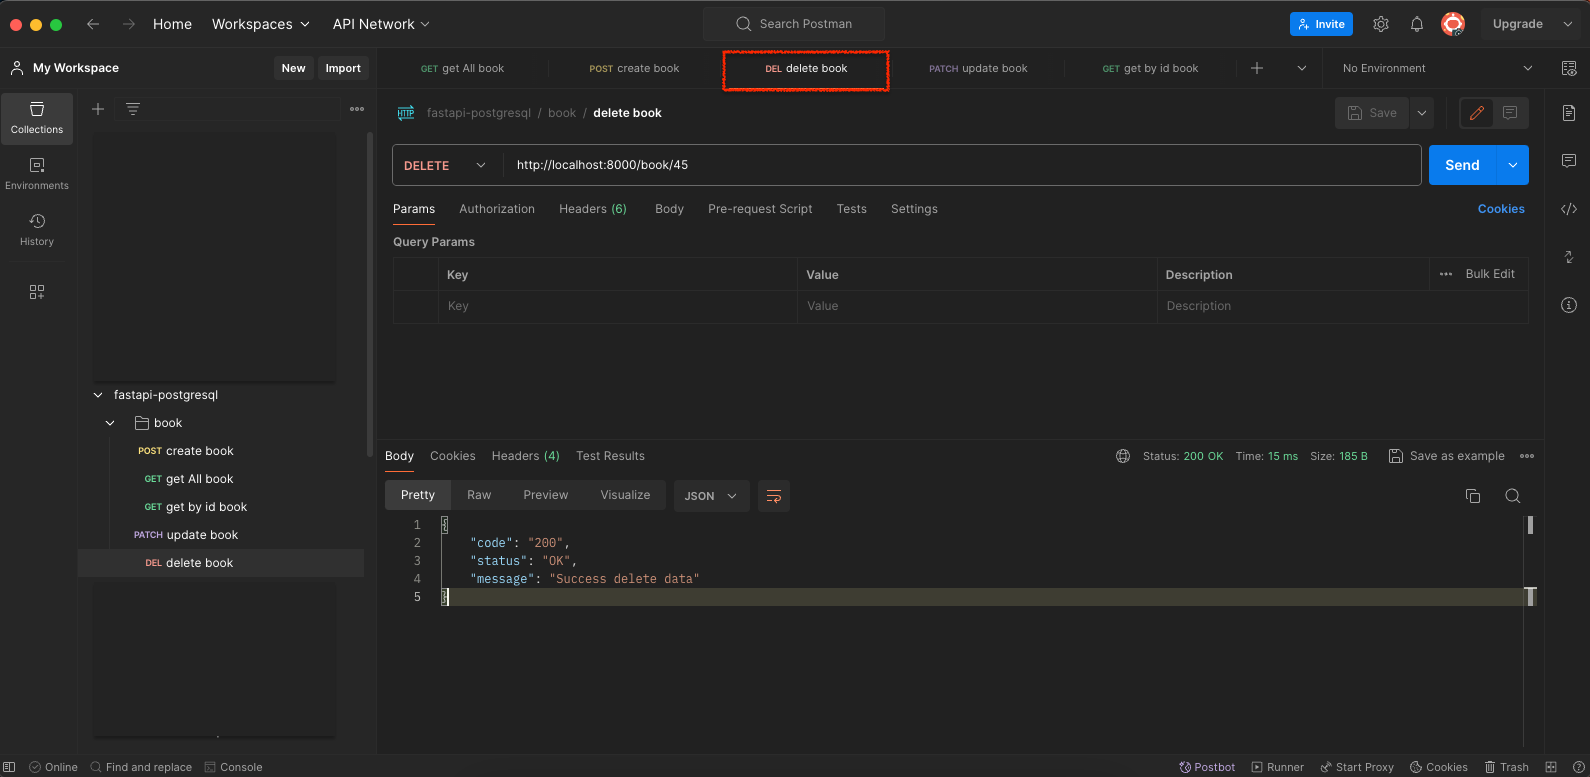 Home Workspaces API Network Search Postman Invite Upgrade
My Workspace New Import GET get All book POST create book DEL delete book PATCH update book GET get by id book No Environment
Collections
Environments
History
fastapi-postgresql
book
POST create book
GET get All book
GET get by id book
PATCH update book
DEL delete book
HTTP fastapi-postgresql / book / delete book Save
DELETE http://localhost:8000/book/45 Send
Params Authorization Headers (6) Body Pre-request Script Tests Settings Cookies
Query Params
Key Value Description Bulk Edit
Key Value Description
Body Cookies Headers (4) Test Results Status: 200 OK Time: 15 ms Size: 185 B Save as example
Pretty Raw Preview Visualize JSON
1 {
2 "code": "200",
3 "status": "OK",
4 "message": "Success delete data"
5 }
Online Find and replace Console Postbot Runner Start Proxy Cookies Trash